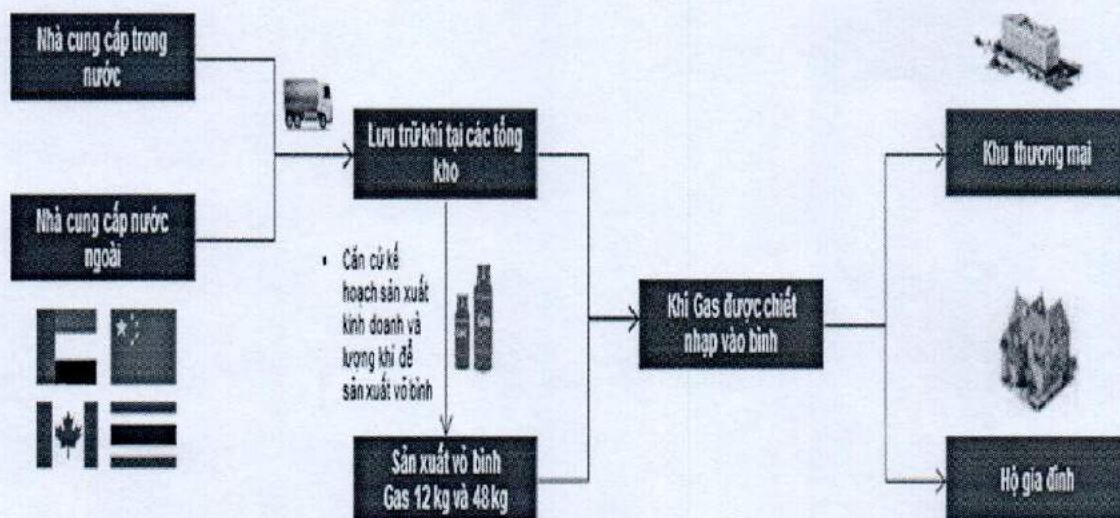 Nhà cung cấp trong
nước
Nhà cung cấp nước
ngoài
Lưu trữ khí tại các tổng
kho
• Căn cứ kế
hoạch sản xuất
kinh doanh và
lượng khí để
sản xuất vỏ bình
Gas
Sản xuất vỏ bình
Gas 12 kg và 48 kg
Khí Gas được chiết
nhạp vào bình
Khu thương mại
Hộ gia đình